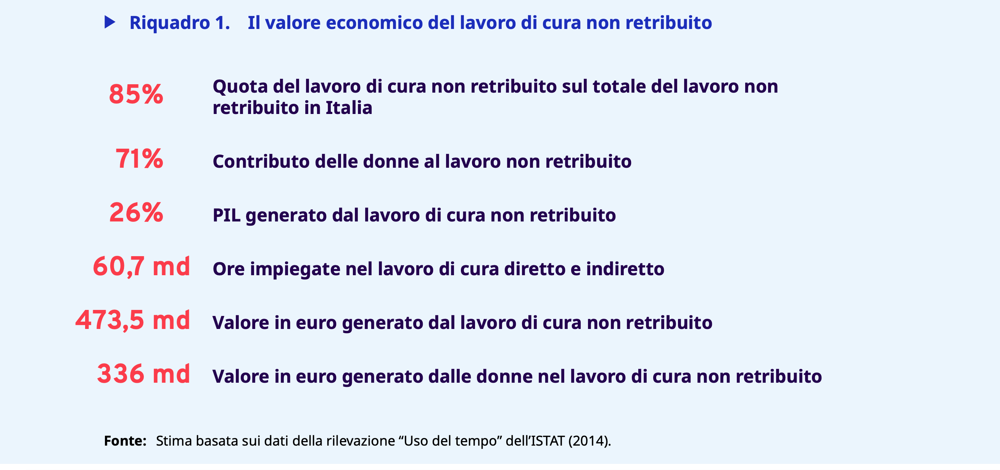 ▶ Riquadro 1. Il valore economico del lavoro di cura non retribuito
85% Quota del lavoro di cura non retribuito sul totale del lavoro non
retribuito in Italia
71% Contributo delle donne al lavoro non retribuito
26% PIL generato dal lavoro di cura non retribuito
60,7 md Ore impiegate nel lavoro di cura diretto e indiretto
473,5 md Valore in euro generato dal lavoro di cura non retribuito
336 md Valore in euro generato dalle donne nel lavoro di cura non retribuito
Fonte: Stima basata sui dati della rilevazione “Uso del tempo” dell’ISTAT (2014).